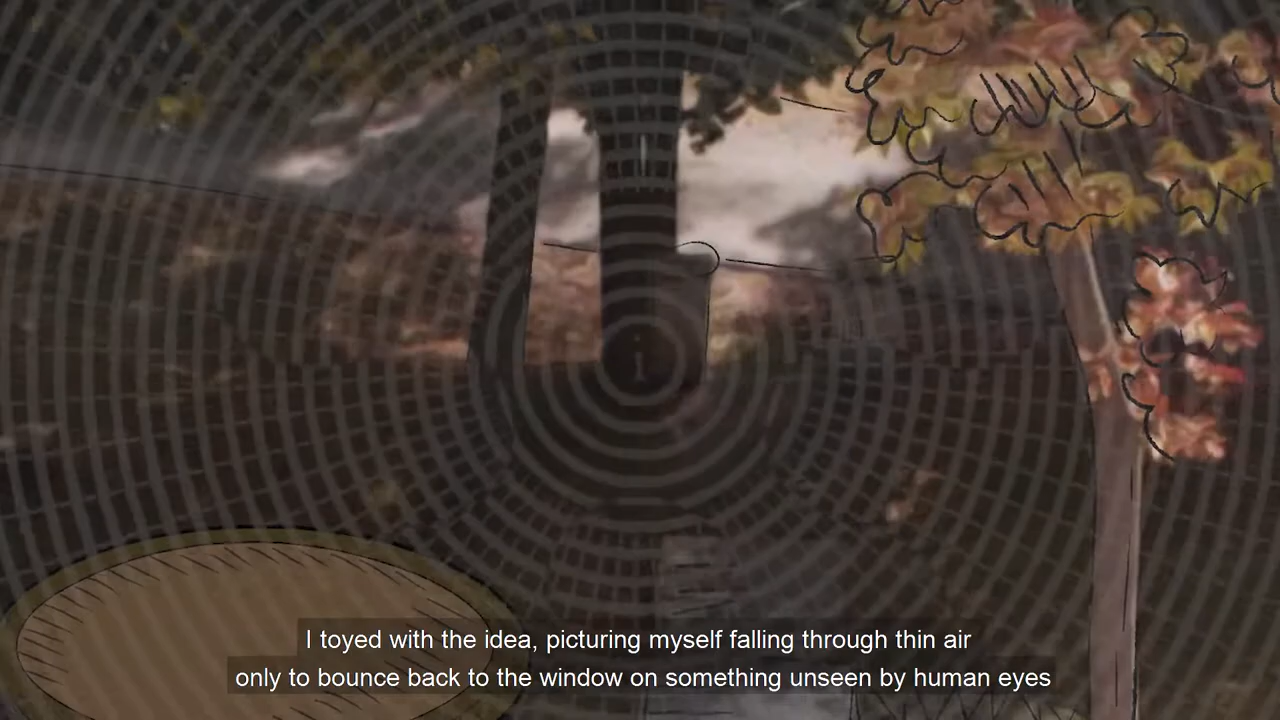 I toyed with the idea, picturing myself falling through thin air
only to bounce back to the window on something unseen by human eyes